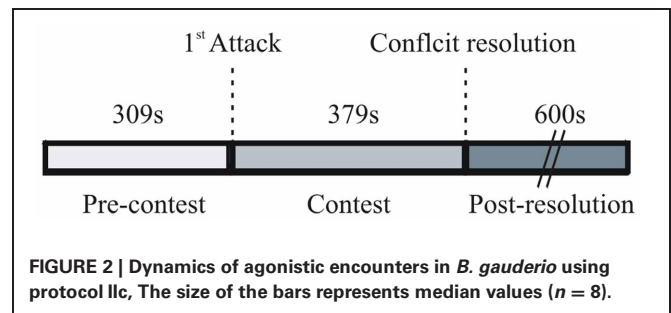 1st Attack Conflcit resolution
309s 379s 600s
Pre-contest Contest Post-resolution
FIGURE 2 | Dynamics of agonistic encounters in B. gauderio using
protocol IIc, The size of the bars represents median values (n = 8).